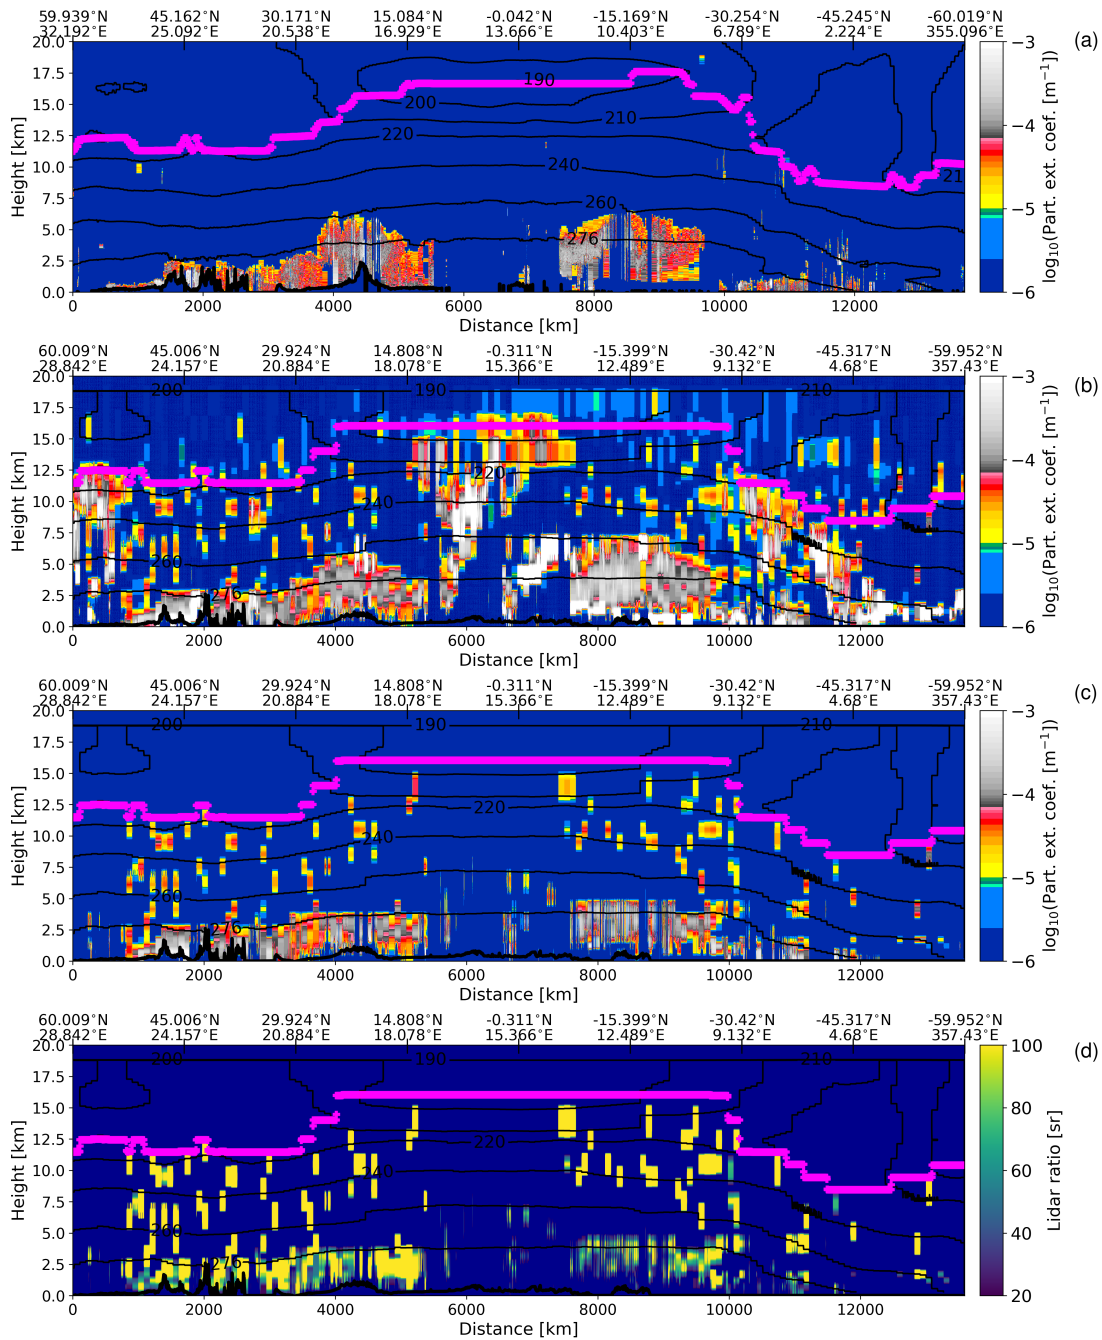 59.939°N 45.162°N 30.171°N 15.084°N -0.042°N -15.169°N -30.254°N -45.245°N -60.019°N
32.192°E 25.092°E 20.538°E 16.929°E 13.666°E 10.403°E 6.789°E 2.224°E 355.096°E
(a)
20.0
17.5
15.0
12.5
10.0
7.5
5.0
2.5
0.0
Height [km]
190
200
210
220
240
260
276
21
0 2000 4000 6000 8000 10000 12000
Distance [km]
−3
−4
−5
−6
log₁₀(Part. ext. coef. [m⁻¹])
60.009°N 45.006°N 29.924°N 14.808°N -0.311°N -15.399°N -30.42°N -45.317°N -59.952°N
28.842°E 24.157°E 20.884°E 18.078°E 15.366°E 12.489°E 9.132°E 4.68°E 357.43°E
(b)
20.0
17.5
15.0
12.5
10.0
7.5
5.0
2.5
0.0
Height [km]
200
190
210
220
240
260
276
0 2000 4000 6000 8000 10000 12000
Distance [km]
−3
−4
−5
−6
log₁₀(Part. ext. coef. [m⁻¹])
60.009°N 45.006°N 29.924°N 14.808°N -0.311°N -15.399°N -30.42°N -45.317°N -59.952°N
28.842°E 24.157°E 20.884°E 18.078°E 15.366°E 12.489°E 9.132°E 4.68°E 357.43°E
(c)
20.0
17.5
15.0
12.5
10.0
7.5
5.0
2.5
0.0
Height [km]
200
190
210
220
240
260
276
0 2000 4000 6000 8000 10000 12000
Distance [km]
−3
−4
−5
−6
log₁₀(Part. ext. coef. [m⁻¹])
60.009°N 45.006°N 29.924°N 14.808°N -0.311°N -15.399°N -30.42°N -45.317°N -59.952°N
28.842°E 24.157°E 20.884°E 18.078°E 15.366°E 12.489°E 9.132°E 4.68°E 357.43°E
(d)
20.0
17.5
15.0
12.5
10.0
7.5
5.0
2.5
0.0
Height [km]
200
190
210
220
240
260
276
0 2000 4000 6000 8000 10000 12000
Distance [km]
100
80
60
40
20
Lidar ratio [sr]